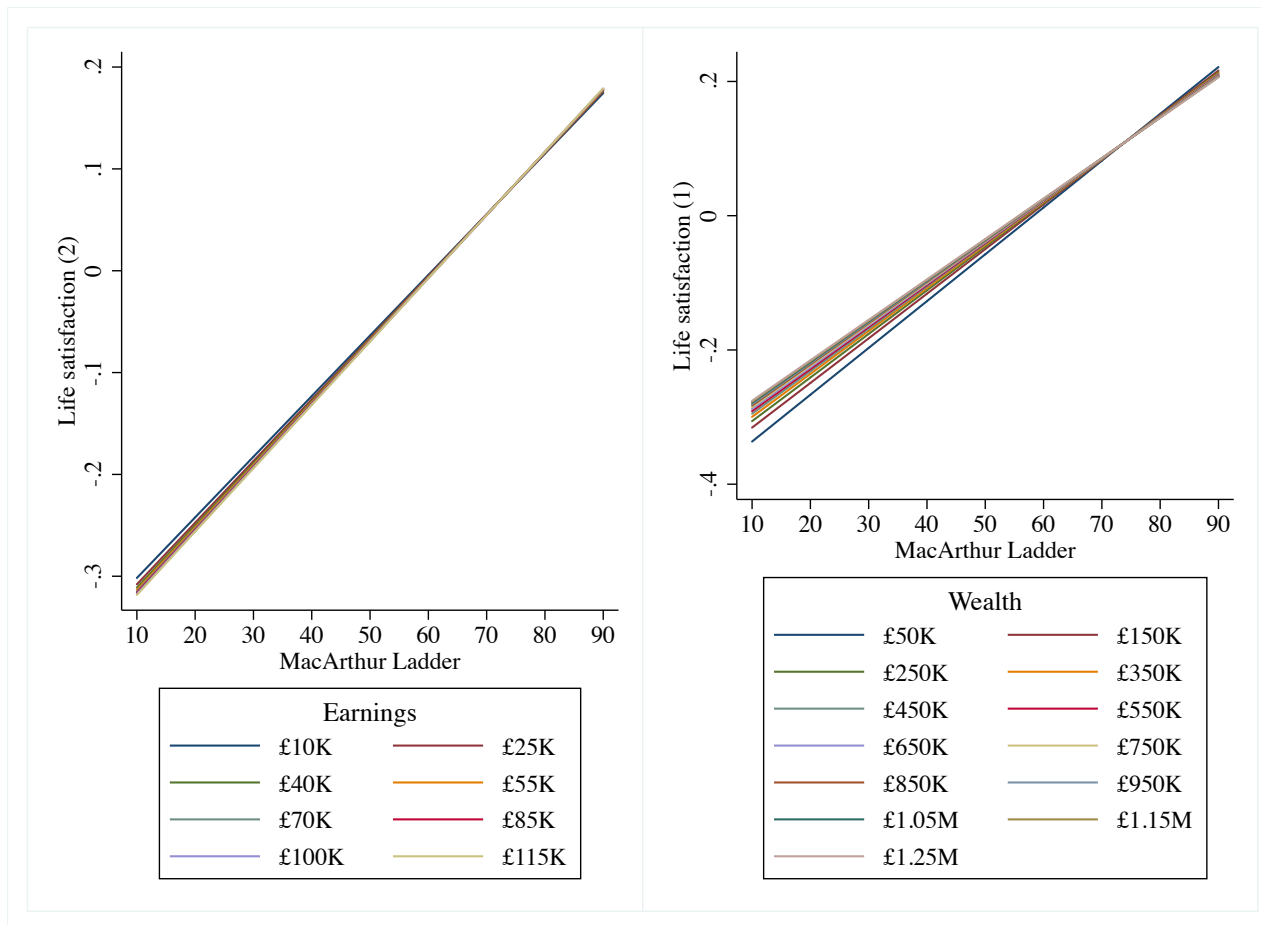 Life satisfaction (2)
.2
.1
0
-.1
-.2
-.3
10 20 30 40 50 60 70 80 90
MacArthur Ladder
Earnings
£10K £25K
£40K £55K
£70K £85K
£100K £115K
Life satisfaction (1)
.2
0
-.2
-.4
10 20 30 40 50 60 70 80 90
MacArthur Ladder
Wealth
£50K £150K
£250K £350K
£450K £550K
£650K £750K
£850K £950K
£1.05M £1.15M
£1.25M